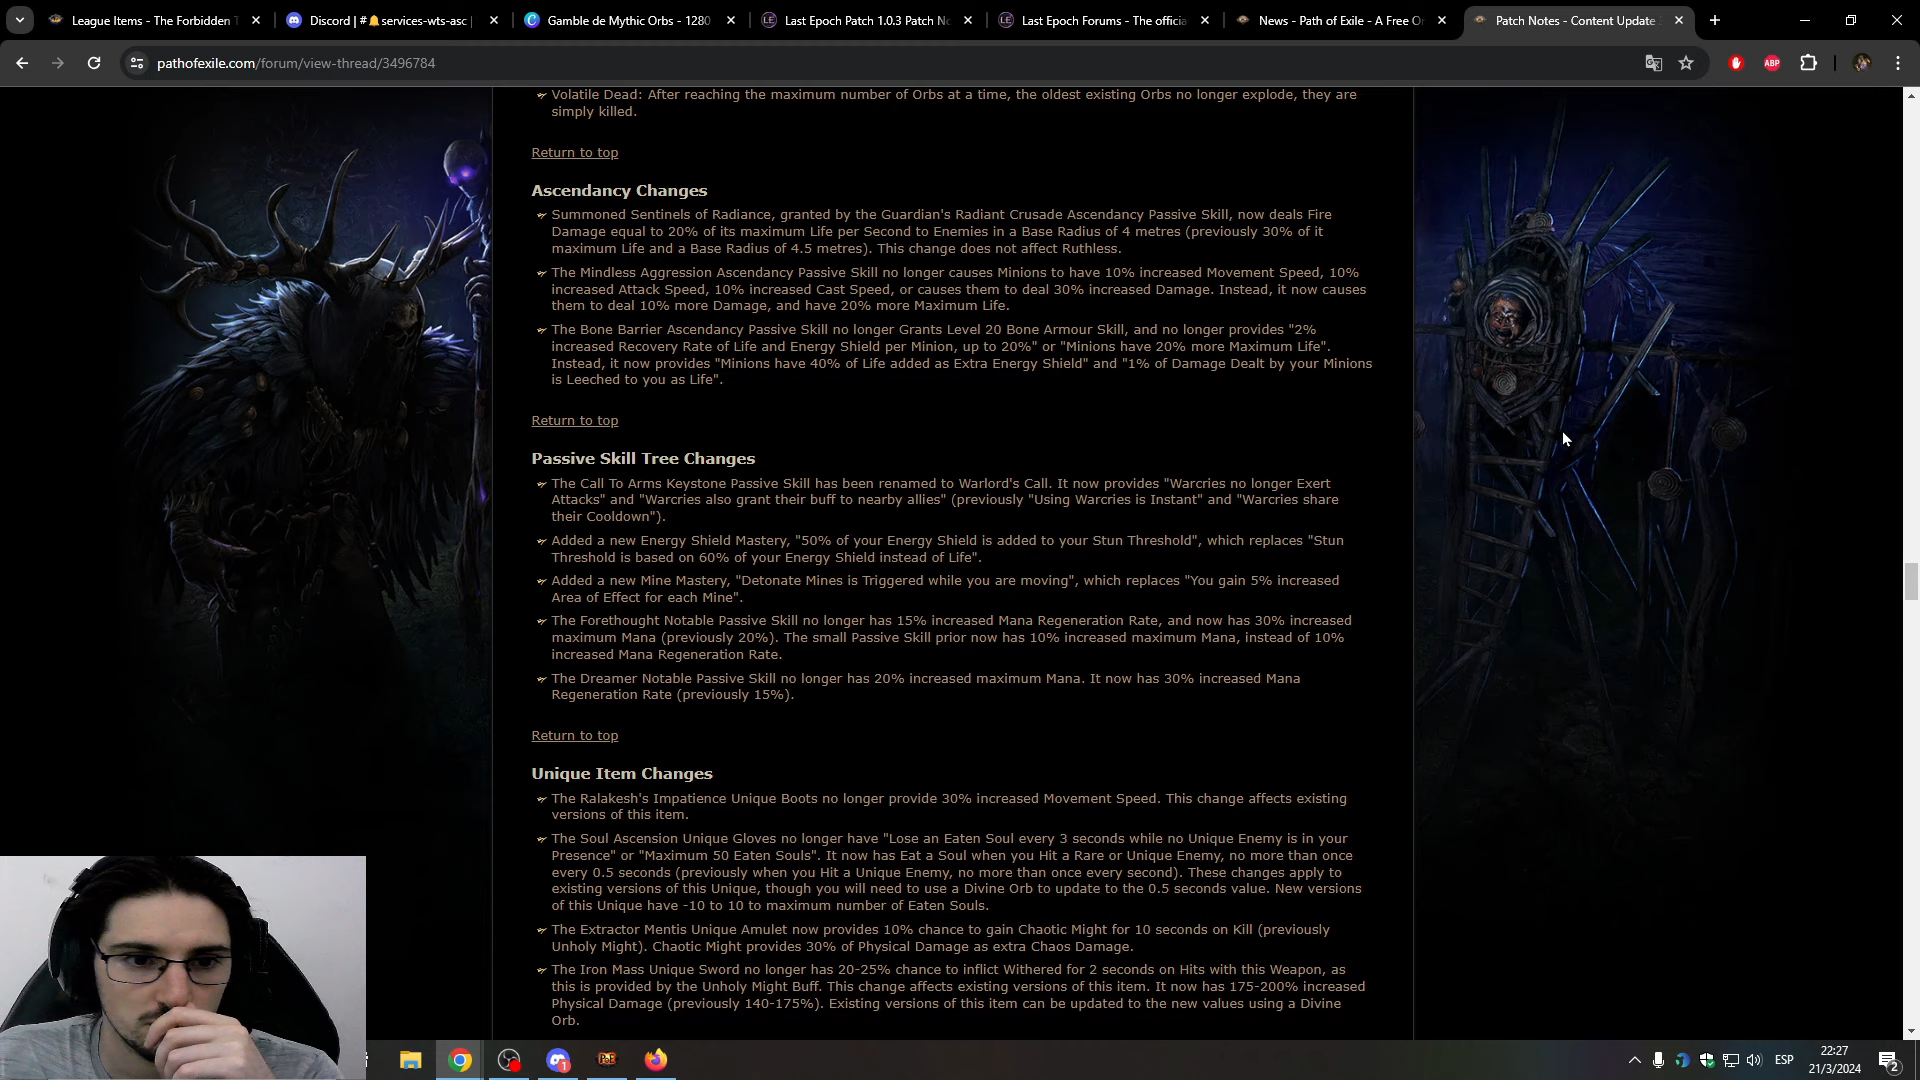 League Items - The Forbidden T
Discord | #🔔services-wts-asc |
Gamble de Mythic Orbs - 1280
Last Epoch Patch 1.0.3 Patch No
Last Epoch Forums - The officia
News - Path of Exile - A Free On
Patch Notes - Content Update 3
pathofexile.com/forum/view-thread/3496784
ABP
Volatile Dead: After reaching the maximum number of Orbs at a time, the oldest existing Orbs no longer explode, they are
simply killed.
Return to top
Ascendancy Changes
Summoned Sentinels of Radiance, granted by the Guardian's Radiant Crusade Ascendancy Passive Skill, now deals Fire
Damage equal to 20% of its maximum Life per Second to Enemies in a Base Radius of 4 metres (previously 30% of it
maximum Life and a Base Radius of 4.5 metres). This change does not affect Ruthless.
The Mindless Aggression Ascendancy Passive Skill no longer causes Minions to have 10% increased Movement Speed, 10%
increased Attack Speed, 10% increased Cast Speed, or causes them to deal 30% increased Damage. Instead, it now causes
them to deal 10% more Damage, and have 20% more Maximum Life.
The Bone Barrier Ascendancy Passive Skill no longer Grants Level 20 Bone Armour Skill, and no longer provides "2%
increased Recovery Rate of Life and Energy Shield per Minion, up to 20%" or "Minions have 20% more Maximum Life".
Instead, it now provides "Minions have 40% of Life added as Extra Energy Shield" and "1% of Damage Dealt by your Minions
is Leeched to you as Life".
Return to top
Passive Skill Tree Changes
The Call To Arms Keystone Passive Skill has been renamed to Warlord's Call. It now provides "Warcries no longer Exert
Attacks" and "Warcries also grant their buff to nearby allies" (previously "Using Warcries is Instant" and "Warcries share
their Cooldown").
Added a new Energy Shield Mastery, "50% of your Energy Shield is added to your Stun Threshold", which replaces "Stun
Threshold is based on 60% of your Energy Shield instead of Life".
Added a new Mine Mastery, "Detonate Mines is Triggered while you are moving", which replaces "You gain 5% increased
Area of Effect for each Mine".
The Forethought Notable Passive Skill no longer has 15% increased Mana Regeneration Rate, and now has 30% increased
maximum Mana (previously 20%). The small Passive Skill prior now has 10% increased maximum Mana, instead of 10%
increased Mana Regeneration Rate.
The Dreamer Notable Passive Skill no longer has 20% increased maximum Mana. It now has 30% increased Mana
Regeneration Rate (previously 15%).
Return to top
Unique Item Changes
The Ralakesh's Impatience Unique Boots no longer provide 30% increased Movement Speed. This change affects existing
versions of this item.
The Soul Ascension Unique Gloves no longer have "Lose an Eaten Soul every 3 seconds while no Unique Enemy is in your
Presence" or "Maximum 50 Eaten Souls". It now has Eat a Soul when you Hit a Rare or Unique Enemy, no more than once
every 0.5 seconds (previously when you Hit a Unique Enemy, no more than once every second). These changes apply to
existing versions of this Unique, though you will need to use a Divine Orb to update to the 0.5 seconds value. New versions
of this Unique have -10 to 10 to maximum number of Eaten Souls.
The Extractor Mentis Unique Amulet now provides 10% chance to gain Chaotic Might for 10 seconds on Kill (previously
Unholy Might). Chaotic Might provides 30% of Physical Damage as extra Chaos Damage.
The Iron Mass Unique Sword no longer has 20-25% chance to inflict Withered for 2 seconds on Hits with this Weapon, as
this is provided by the Unholy Might Buff. This change affects existing versions of this item. It now has 175-200% increased
Physical Damage (previously 140-175%). Existing versions of this item can be updated to the new values using a Divine
Orb.
ESP
22:27
21/3/2024
2